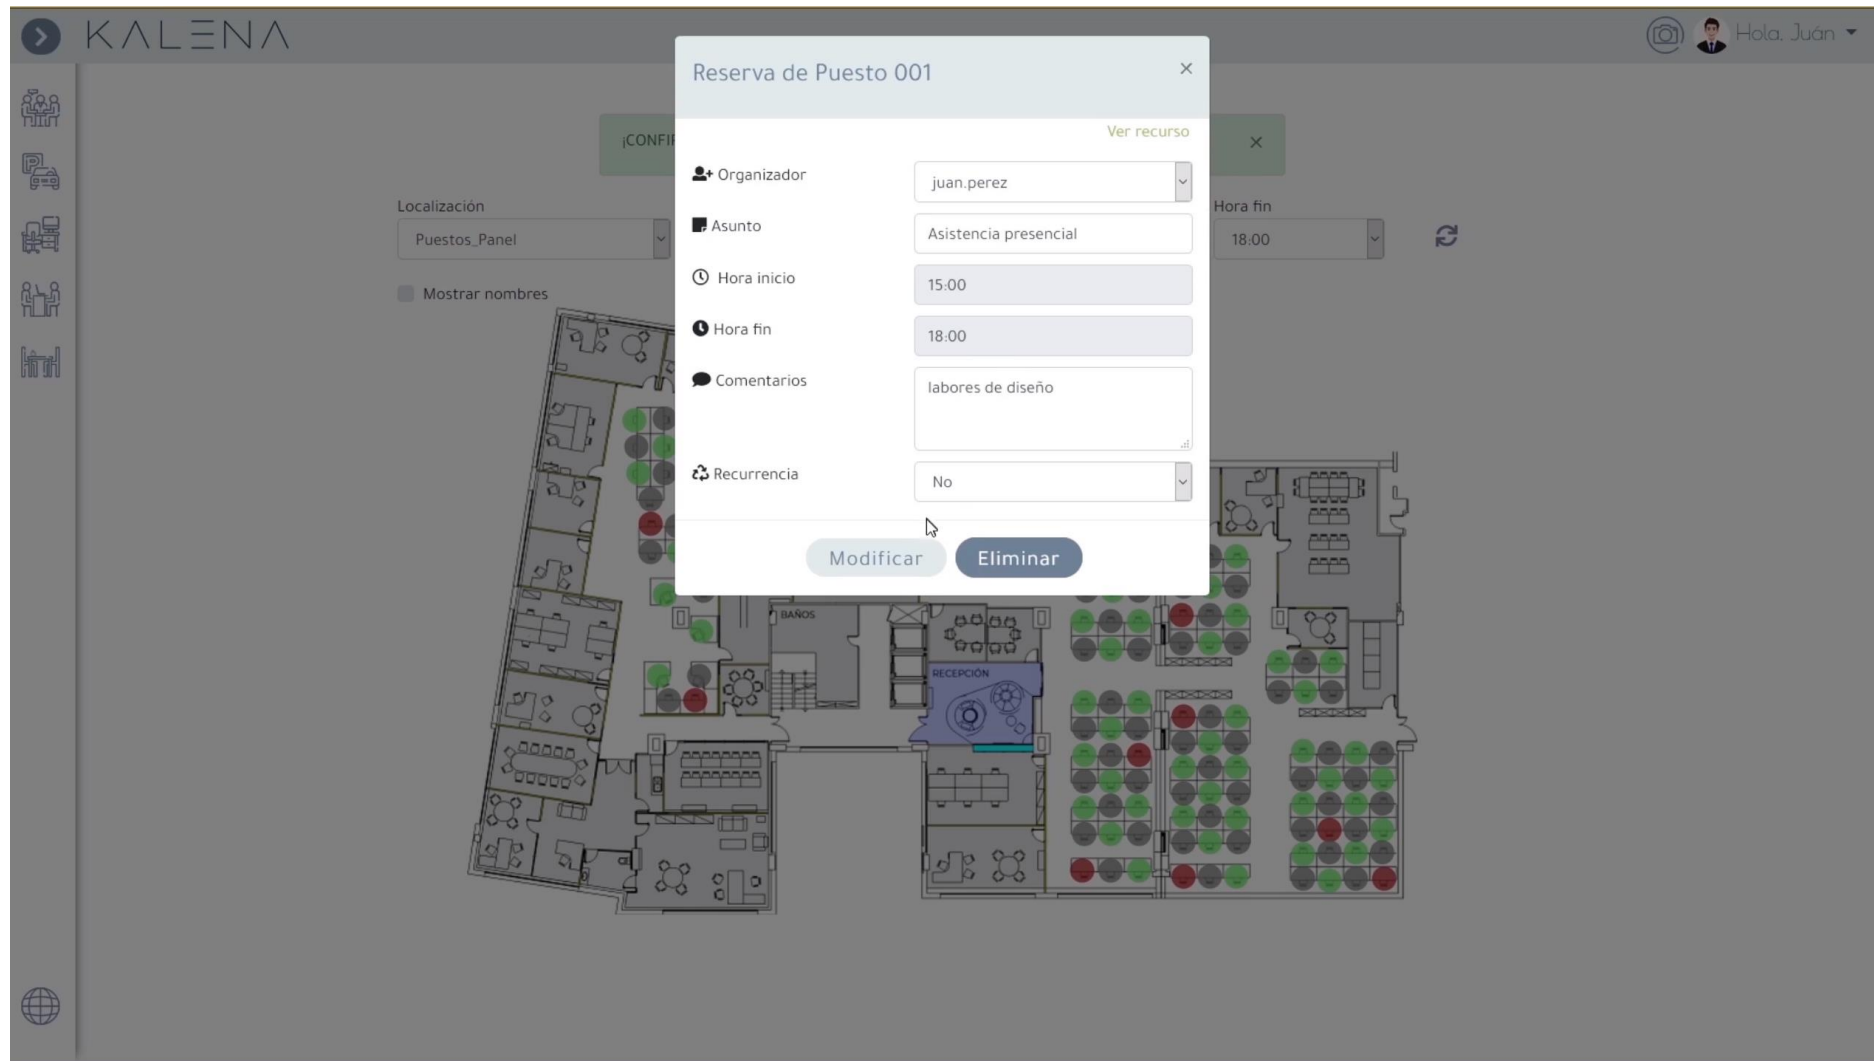 KALENA
Hola, Juán
Reserva de Puesto 001
×
Ver recurso
¡CONFI
×
Organizador
juan.perez
Localización
Puestos_Panel
Hora fin
18:00
Asunto
Asistencia presencial
Hora inicio
15:00
Mostrar nombres
Hora fin
18:00
Comentarios
labores de diseño
Recurrencia
No
Modificar
Eliminar
BAÑOS
RECEPCIÓN